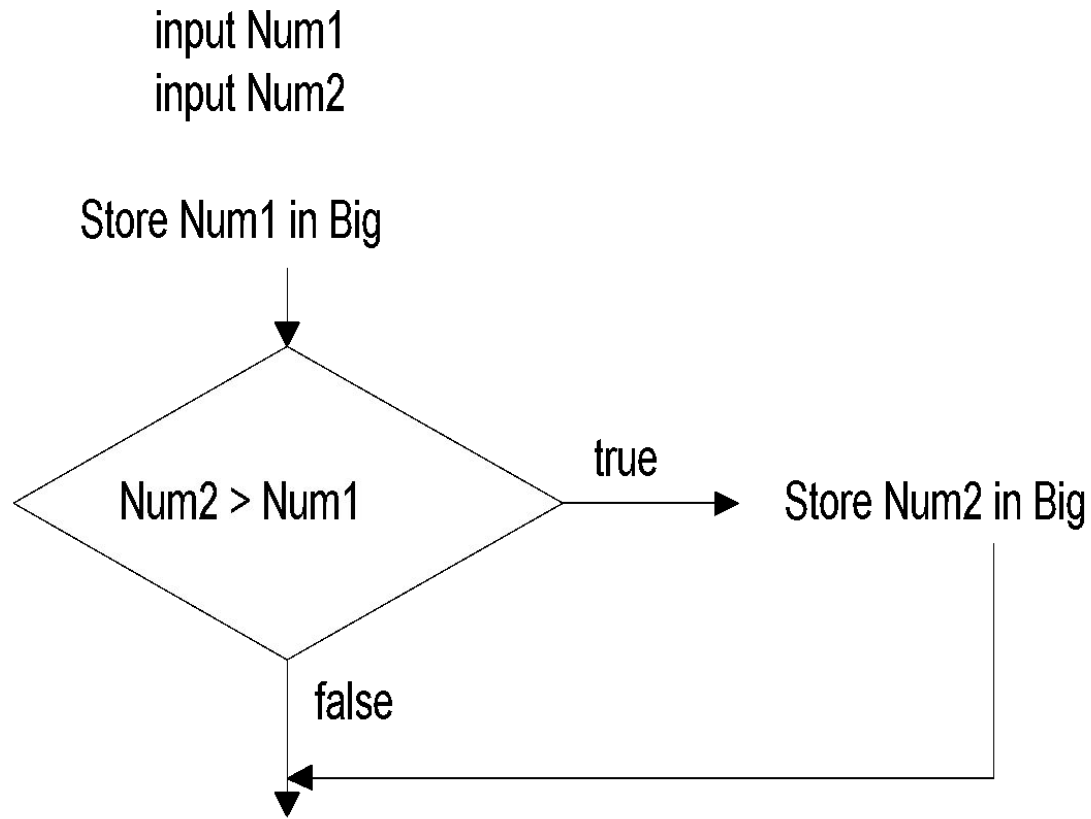 input Num1
input Num2
Store Num1 in Big
Num2 > Num1
true
Store Num2 in Big
false